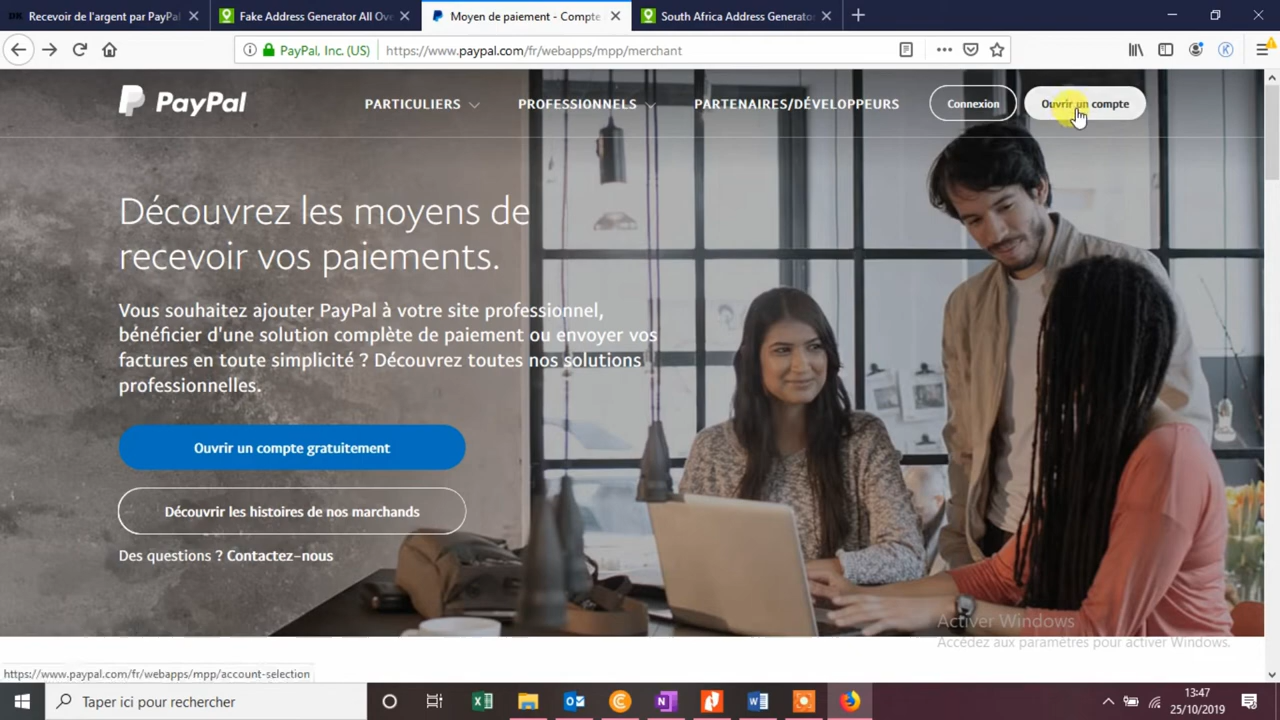 Recevoir de l'argent par PayPal
Fake Address Generator All Ove
Moyen de paiement - Compte
South Africa Address Generator
PayPal, Inc. (US)
https://www.paypal.com/fr/webapps/mpp/merchant
PayPal
PARTICULIERS
PROFESSIONNELS
PARTENAIRES/DÉVELOPPEURS
Connexion
Ouvrir un compte
Découvrez les moyens de
recevoir vos paiements.
Vous souhaitez ajouter PayPal à votre site professionnel,
bénéficier d'une solution complète de paiement ou envoyer vos
factures en toute simplicité ? Découvrez toutes nos solutions
professionnelles.
Ouvrir un compte gratuitement
Découvrir les histoires de nos marchands
Des questions ? Contactez-nous
Activer Windows
Accédez aux paramètres pour activer Windows.
https://www.paypal.com/fr/webapps/mpp/account-selection
Taper ici pour rechercher
13:47
25/10/2019